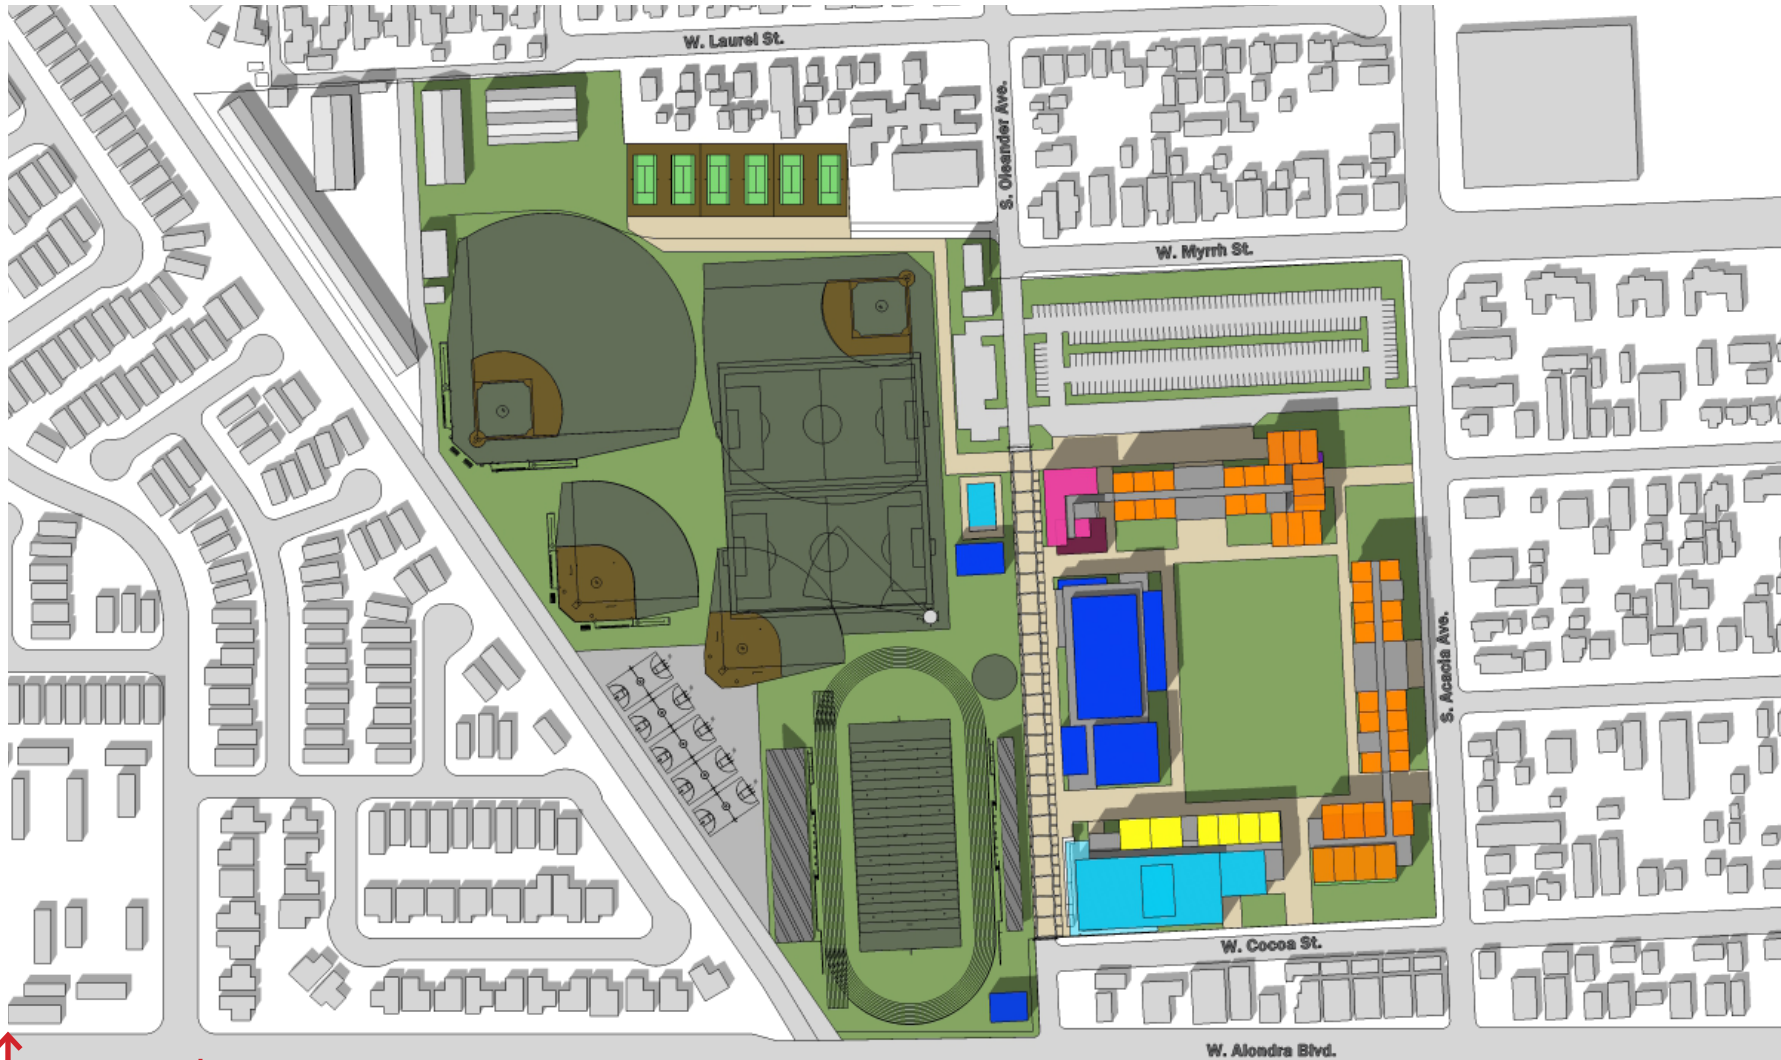 W. Laurel St.
S. Oleander Ave.
W. Myrrh St.
S. Acacia Ave.
W. Cocoa St.
W. Alondra Blvd.